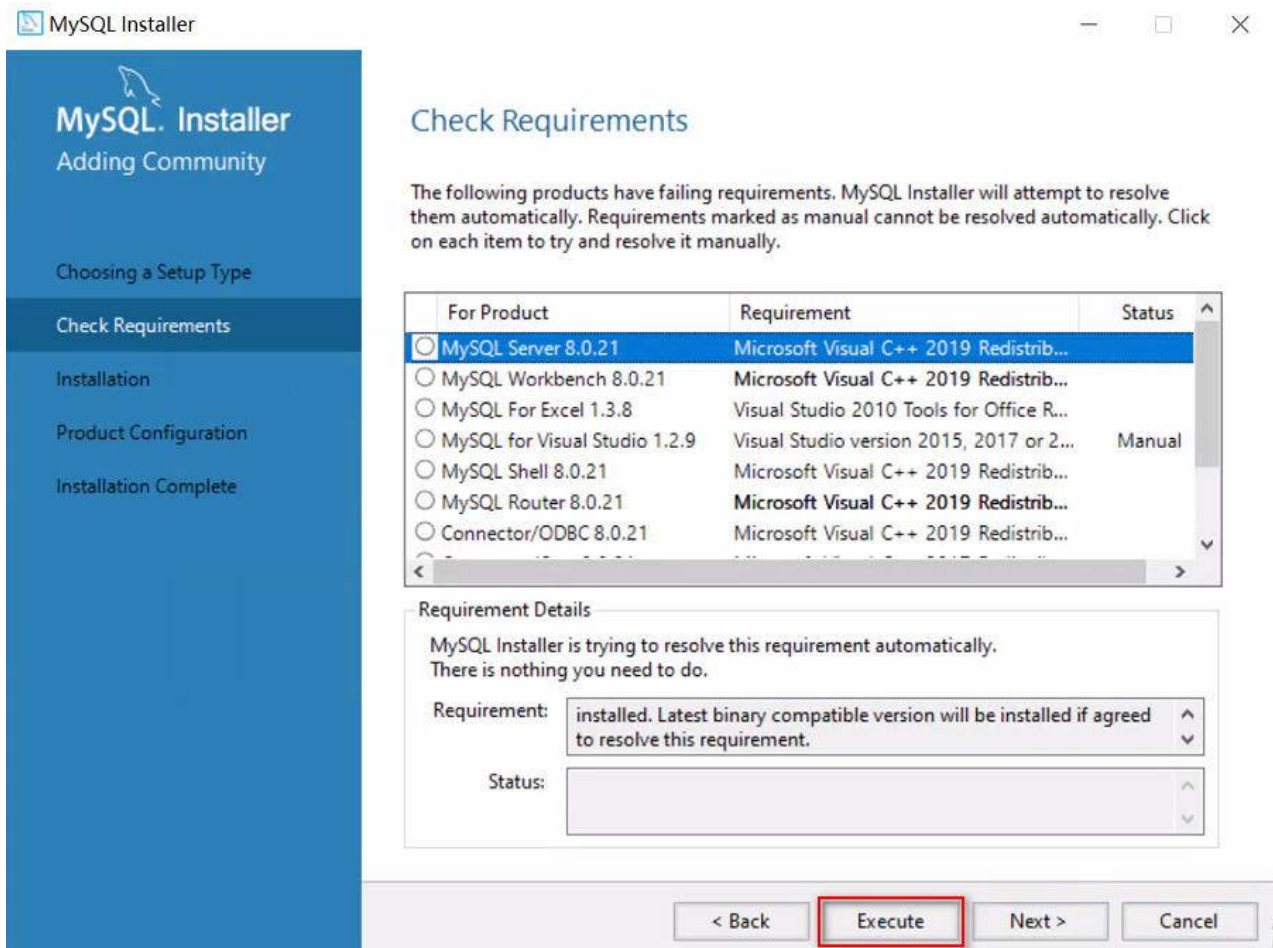 MySQL Installer
MySQL. Installer
Adding Community
Choosing a Setup Type
Check Requirements
Installation
Product Configuration
Installation Complete
Check Requirements
The following products have failing requirements. MySQL Installer will attempt to resolve
them automatically. Requirements marked as manual cannot be resolved automatically. Click
on each item to try and resolve it manually.
For Product Requirement Status
MySQL Server 8.0.21 Microsoft Visual C++ 2019 Redistrib...
MySQL Workbench 8.0.21 Microsoft Visual C++ 2019 Redistrib...
MySQL For Excel 1.3.8 Visual Studio 2010 Tools for Office R...
MySQL for Visual Studio 1.2.9 Visual Studio version 2015, 2017 or 2... Manual
MySQL Shell 8.0.21 Microsoft Visual C++ 2019 Redistrib...
MySQL Router 8.0.21 Microsoft Visual C++ 2019 Redistrib...
Connector/ODBC 8.0.21 Microsoft Visual C++ 2019 Redistrib...
Requirement Details
MySQL Installer is trying to resolve this requirement automatically.
There is nothing you need to do.
Requirement: installed. Latest binary compatible version will be installed if agreed
to resolve this requirement.
Status:
< Back Execute Next > Cancel